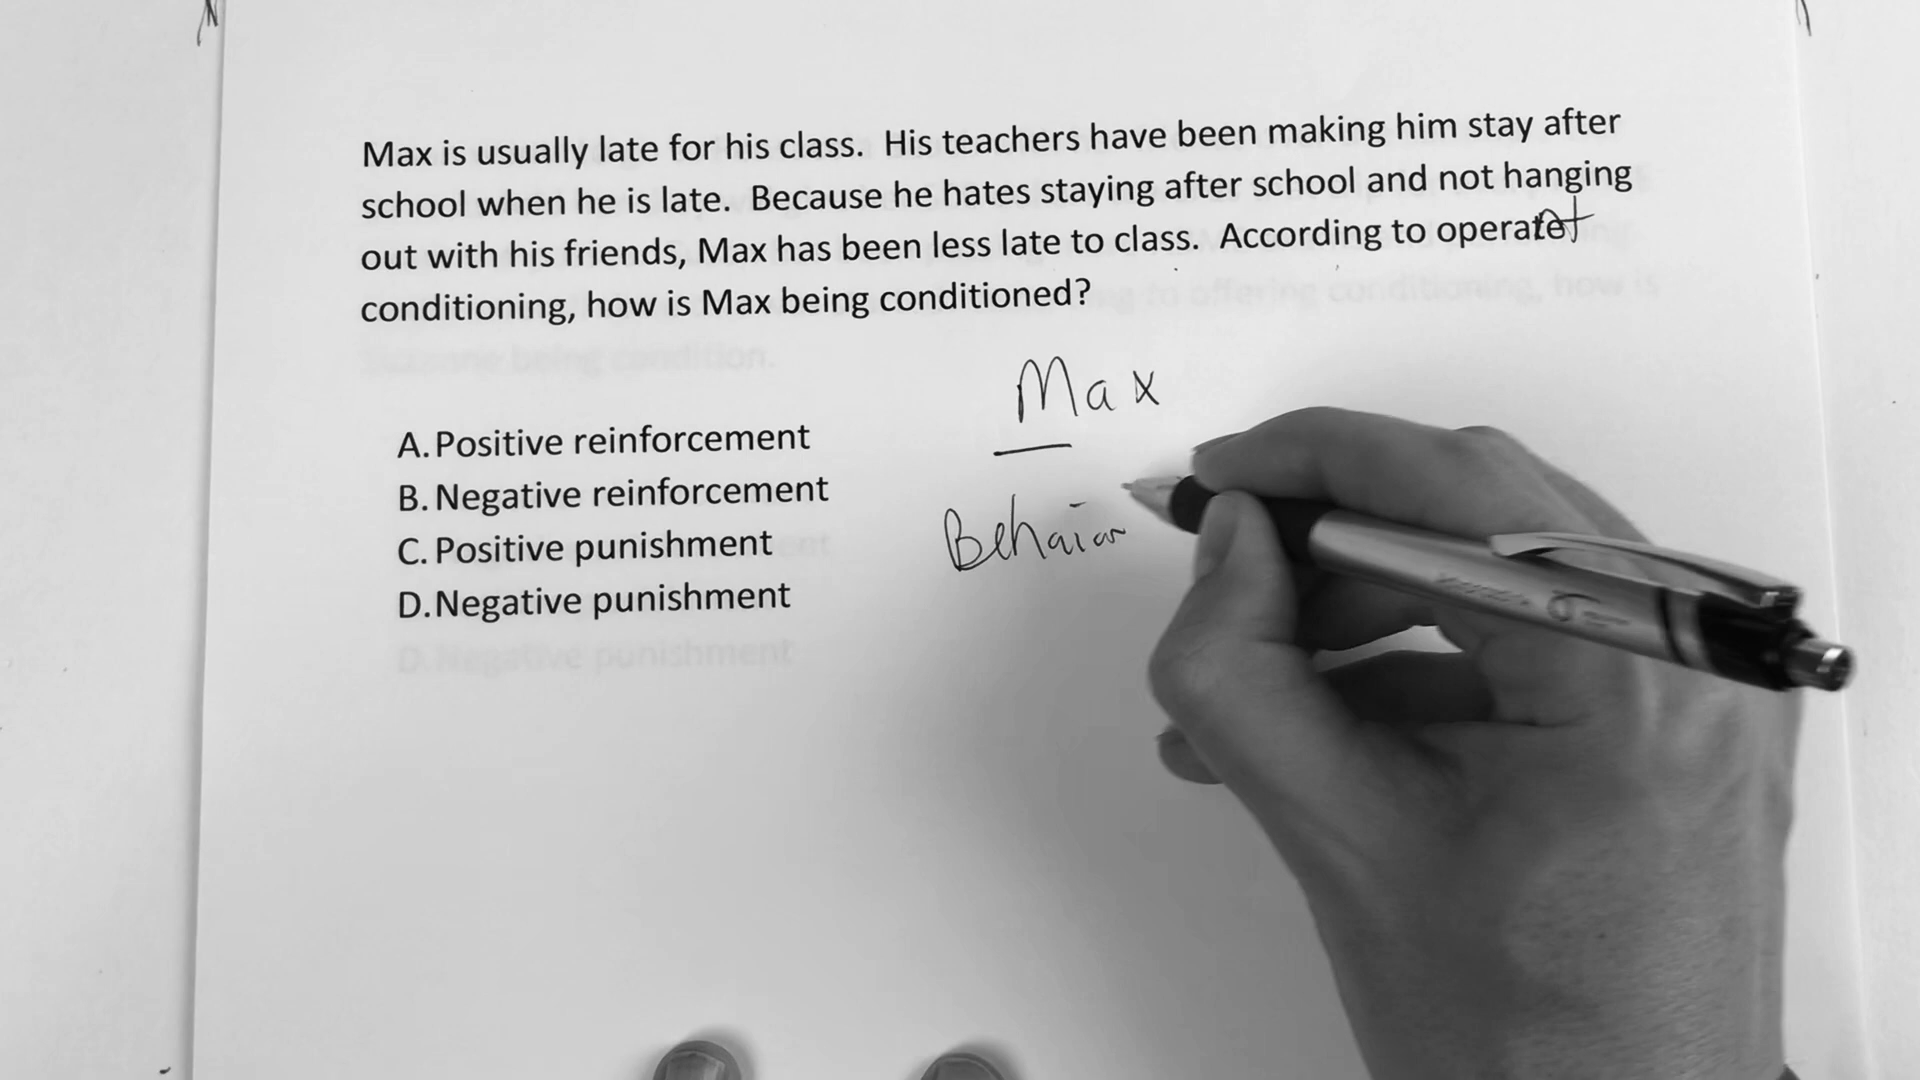 Max is usually late for his class. His teachers have been making him stay after
school when he is late. Because he hates staying after school and not hanging
out with his friends, Max has been less late to class. According to operant
conditioning, how is Max being conditioned?
Max
A. Positive reinforcement
B. Negative reinforcement
C. Positive punishment
D. Negative punishment
Behaior